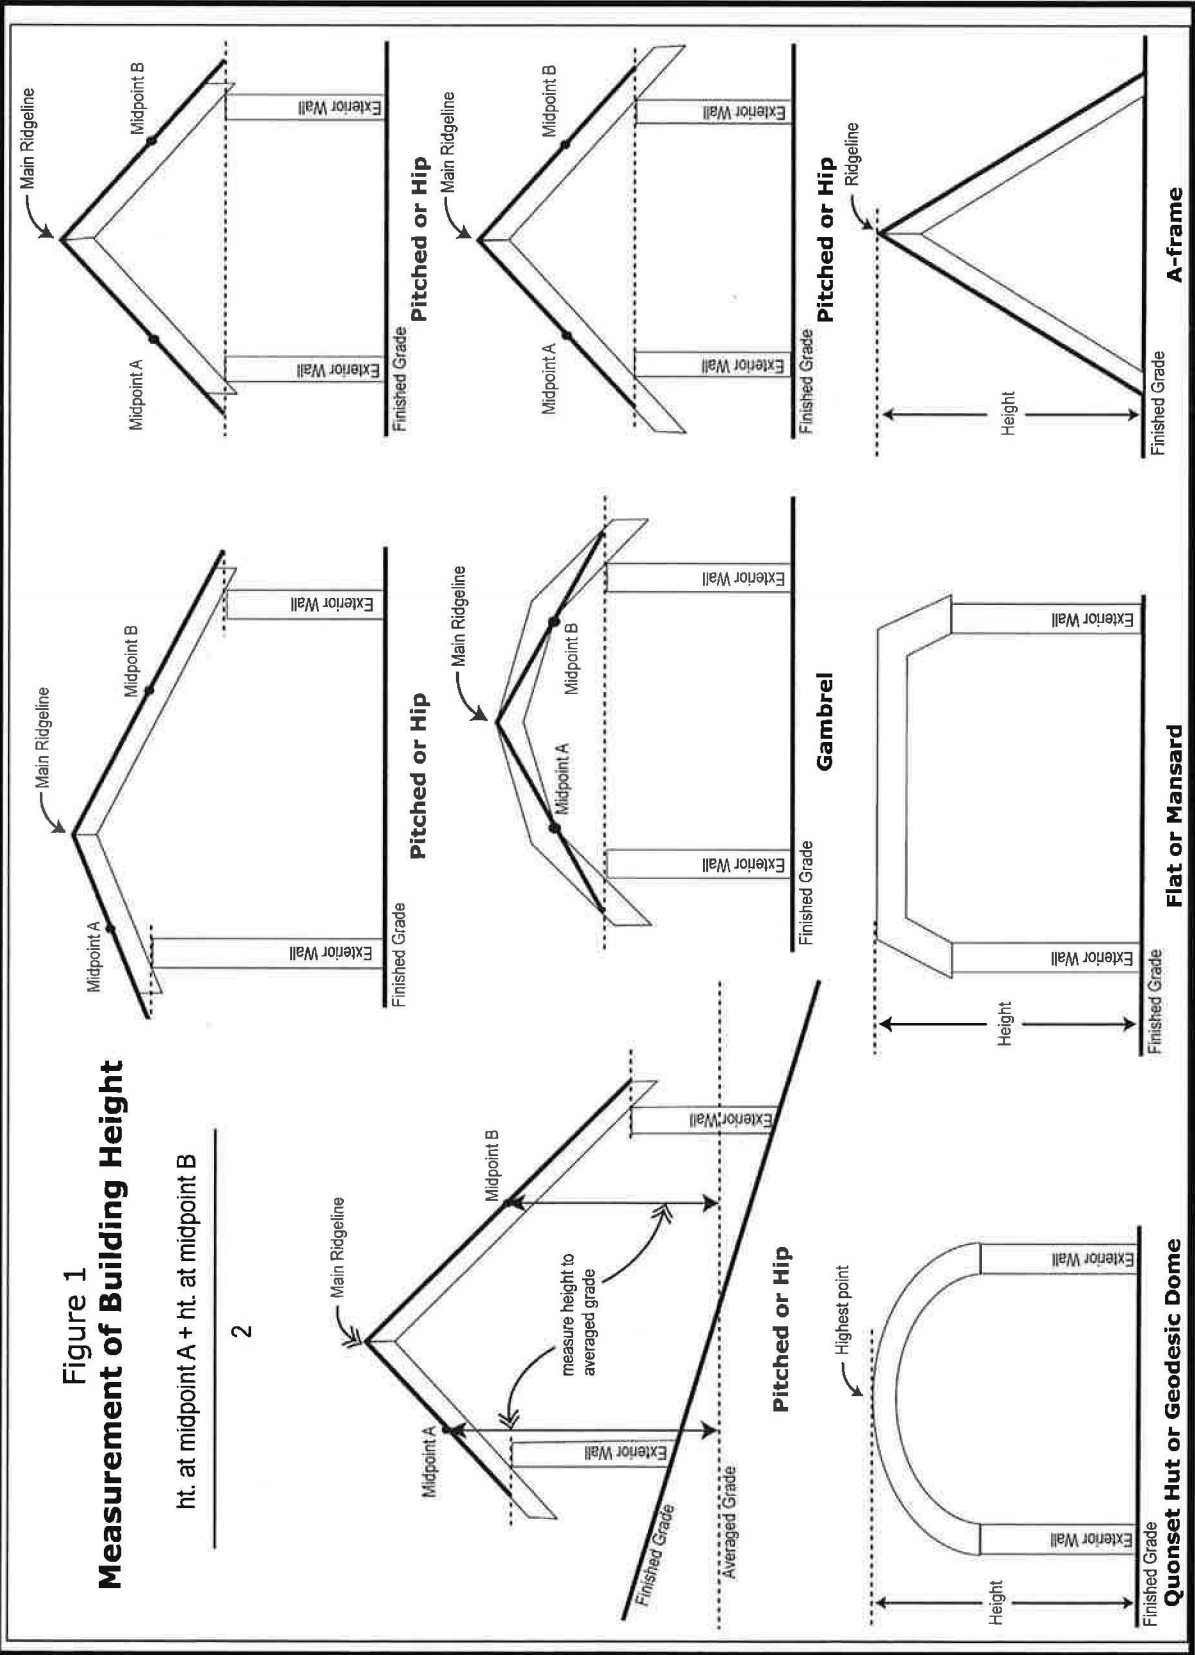 Figure 1
Measurement of Building Height
ht. at midpoint A + ht. at midpoint B
2
Main Ridgeline
Midpoint A
Midpoint B
Exterior Wall
Exterior Wall
Finished Grade
Pitched or Hip
Main Ridgeline
Midpoint A
Midpoint B
Exterior Wall
Exterior Wall
Finished Grade
Pitched or Hip
Main Ridgeline
Midpoint A
Midpoint B
measure height to
averaged grade
Exterior Wall
Exterior Wall
Finished Grade
Averaged Grade
Pitched or Hip
Main Ridgeline
Midpoint A
Midpoint B
Exterior Wall
Exterior Wall
Finished Grade
Gambrel
Main Ridgeline
Midpoint A
Midpoint B
Exterior Wall
Exterior Wall
Finished Grade
Pitched or Hip
Highest point
Height
Exterior Wall
Exterior Wall
Finished Grade
Quonset Hut or Geodesic Dome
Height
Exterior Wall
Exterior Wall
Finished Grade
Flat or Mansard
Ridgeline
Height
Finished Grade
A-frame